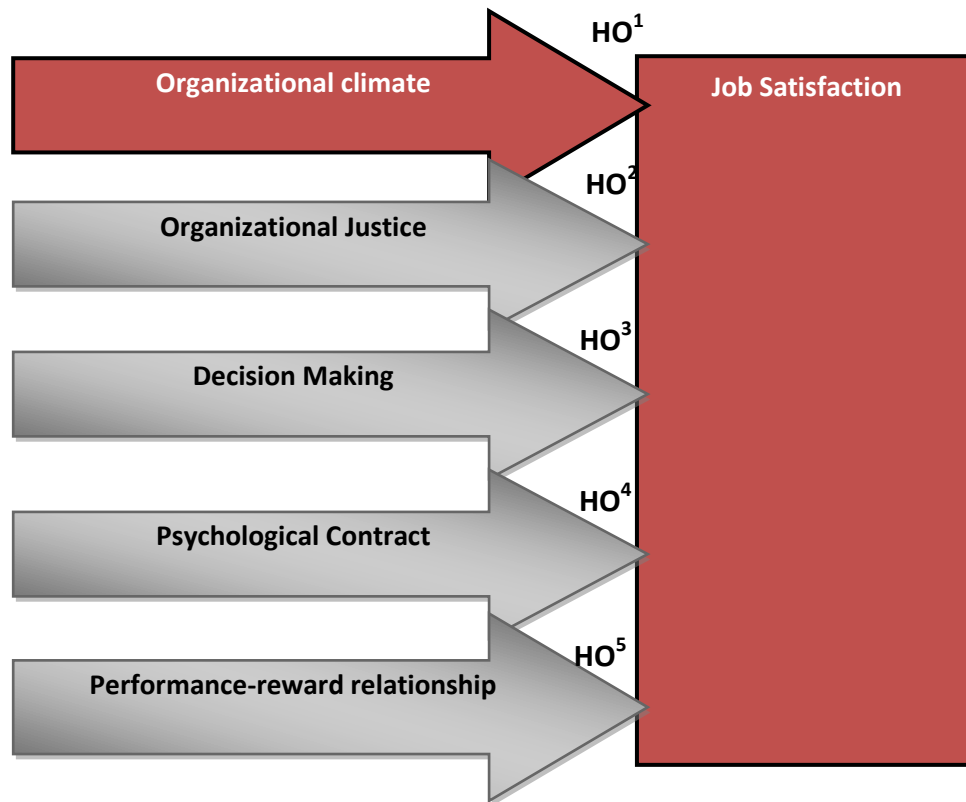 HO¹
Organizational climate
Job Satisfaction
HO²
Organizational Justice
HO³
Decision Making
HO⁴
Psychological Contract
HO⁵
Performance-reward relationship